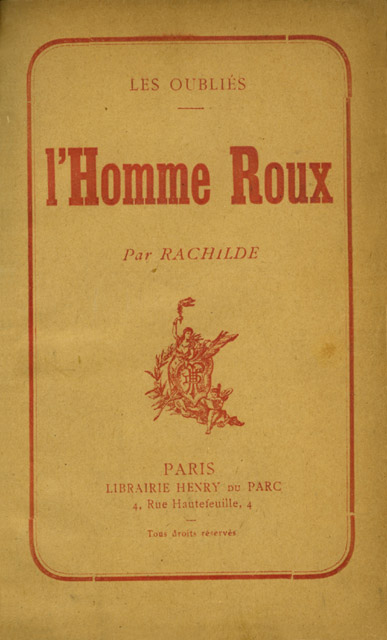 LES OUBLIÉS
l'Homme Roux
Par RACHILDE
PARIS
LIBRAIRIE HENRY DU PARC
4, Rue Hautefeuille, 4
Tous droits réservés